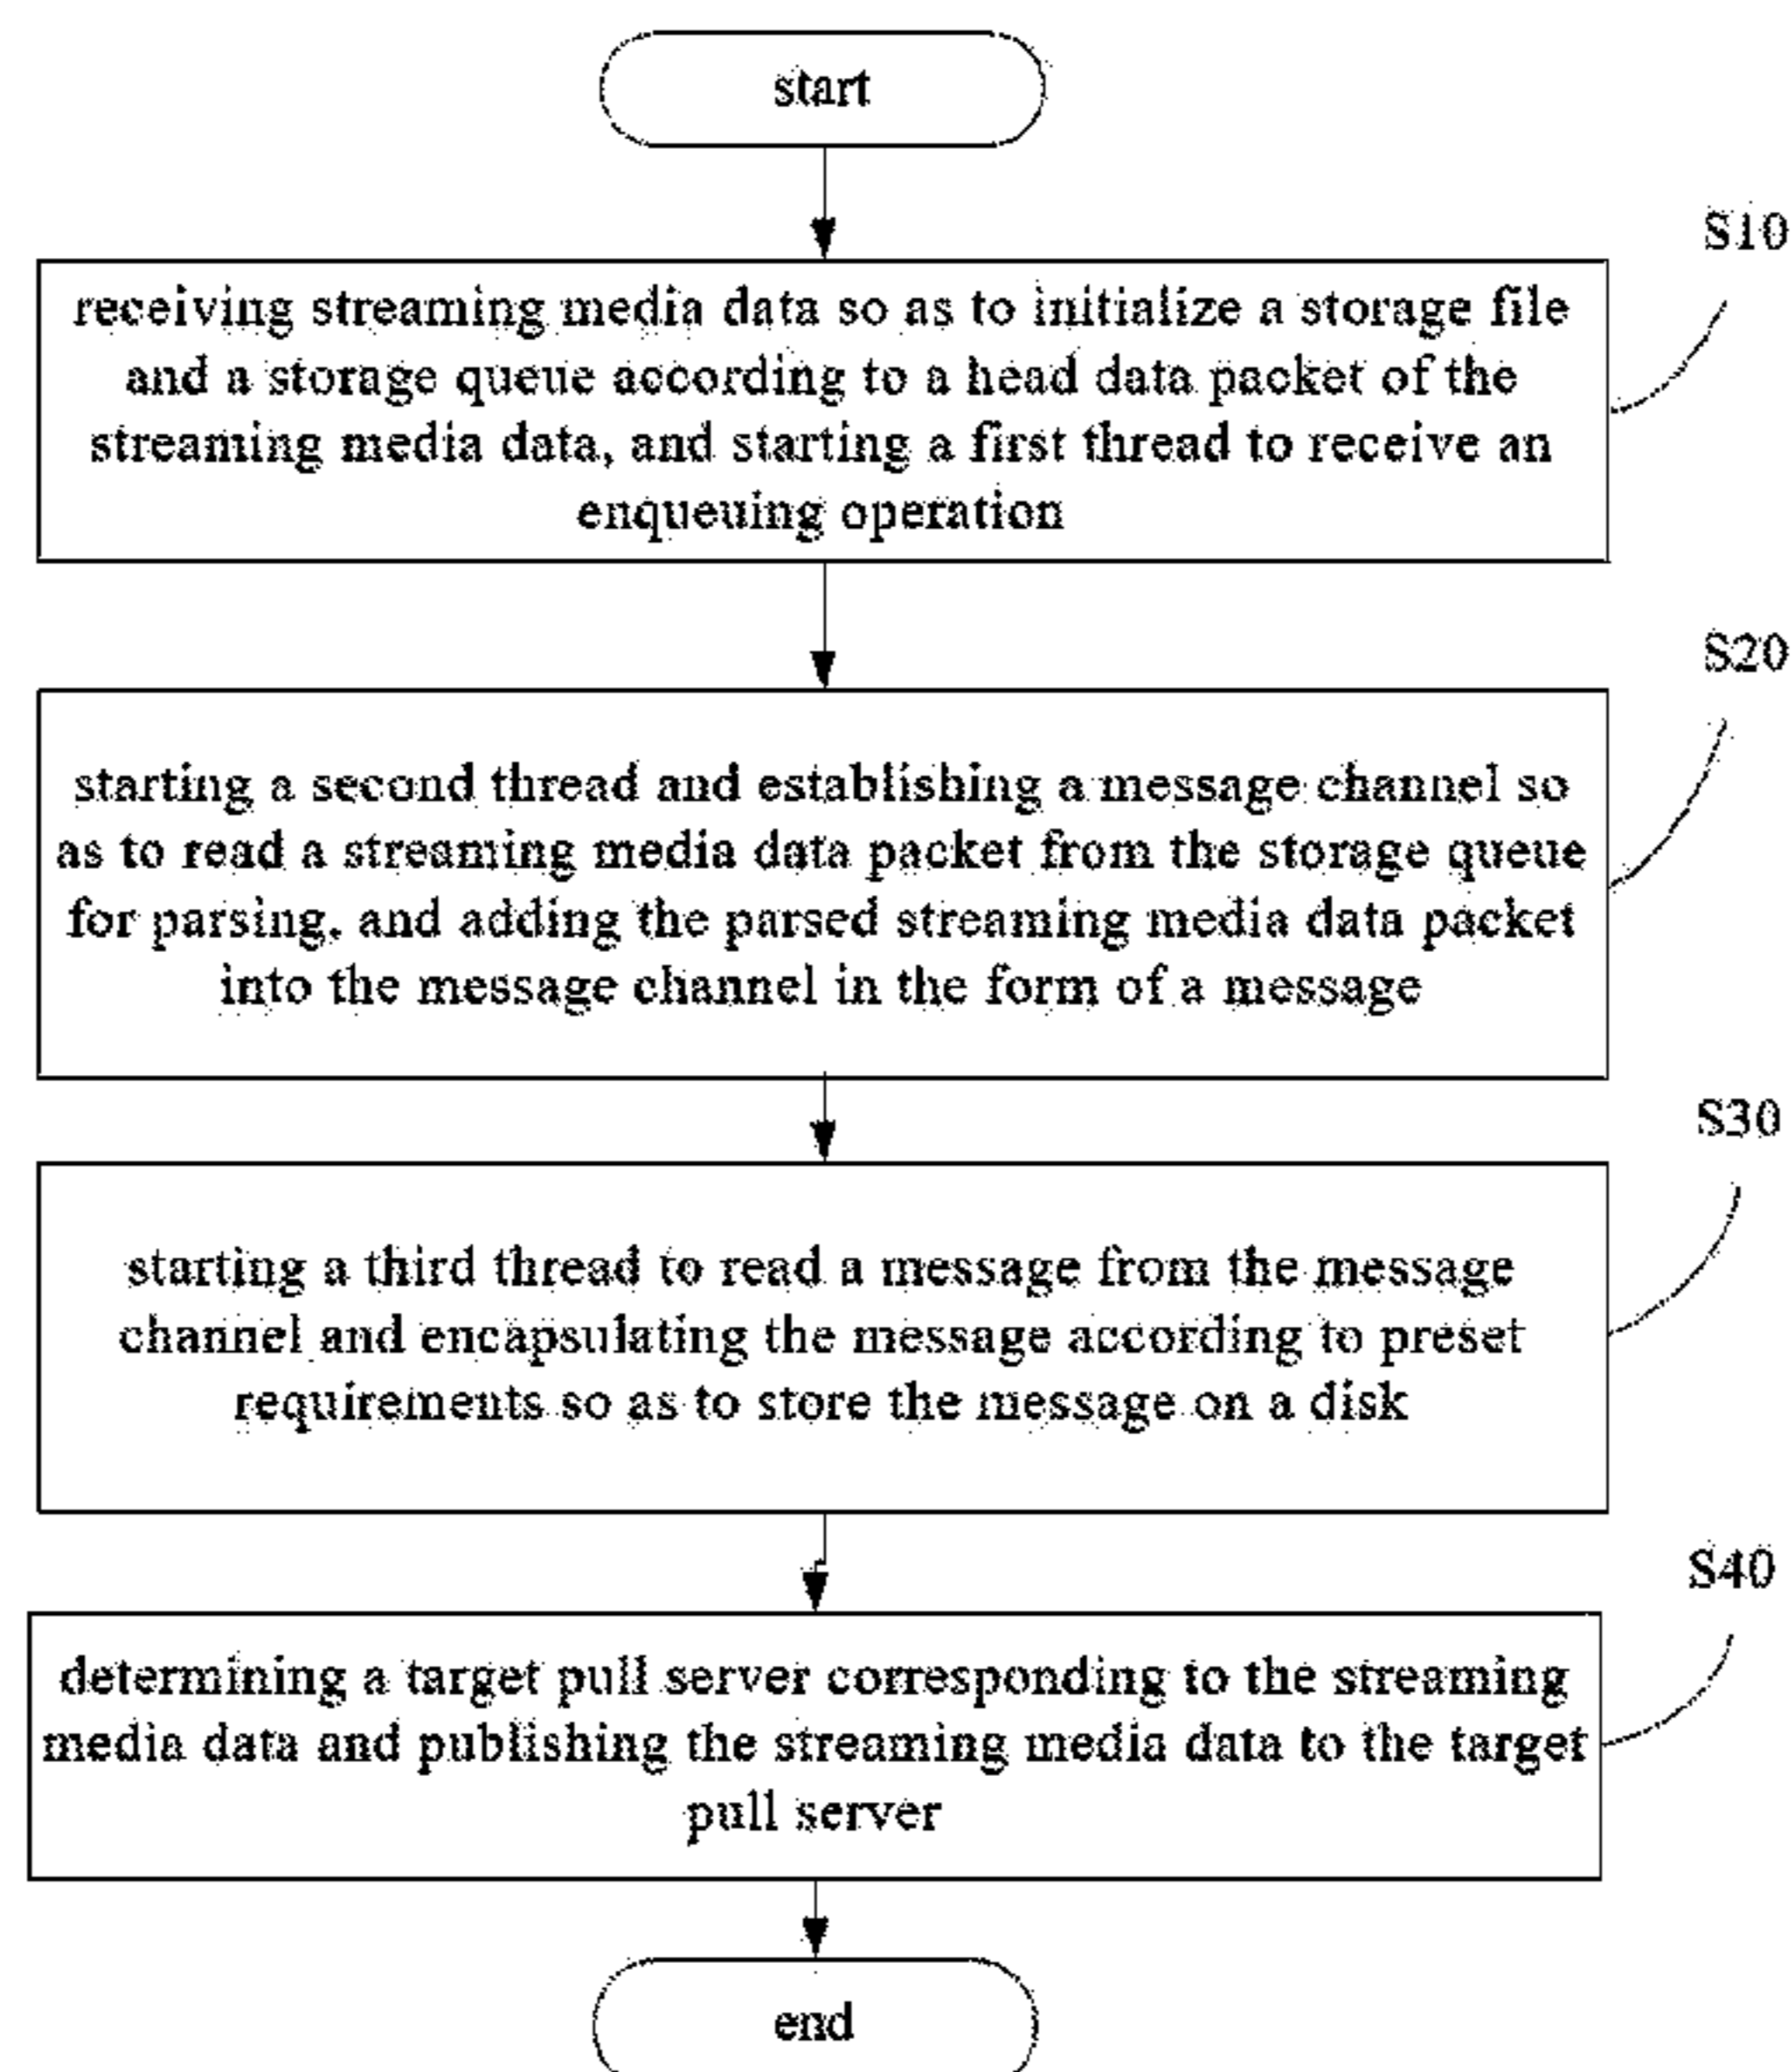 start
S10
receiving streaming media data so as to initialize a storage file
and a storage queue according to a head data packet of the
streaming media data, and starting a first thread to receive an
enqueuing operation
S20
starting a second thread and establishing a message channel so
as to read a streaming media data packet from the storage queue
for parsing, and adding the parsed streaming media data packet
into the message channel in the form of a message
S30
starting a third thread to read a message from the message
channel and encapsulating the message according to preset
requirements so as to store the message on a disk
S40
determining a target pull server corresponding to the streaming
media data and publishing the streaming media data to the target
pull server
end